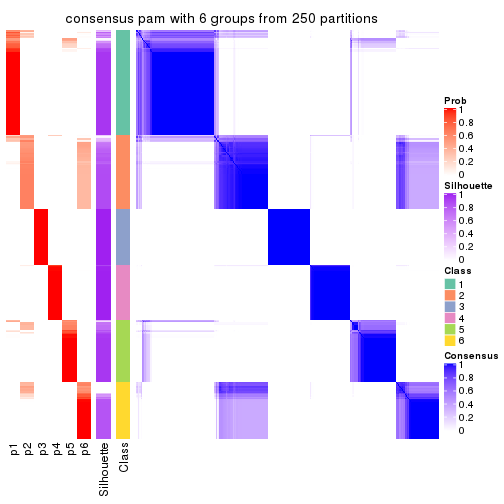 consensus pam with 6 groups from 250 partitions
Prob
1
0.8
0.6
0.4
0.2
0
Silhouette
1
0.8
0.6
0.4
0.2
0
Class
1
2
3
4
5
6
Consensus
1
0.8
0.6
0.4
0.2
0
p1
p2
p3
p4
p5
p6
Silhouette
Class